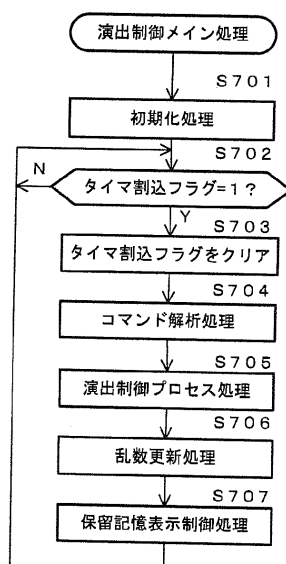 演出制御メイン処理
S701
初期化処理
S702
N
タイマ割込フラグ=1?
Y
S703
タイマ割込フラグをクリア
S704
コマンド解析処理
S705
演出制御プロセス処理
S706
乱数更新処理
S707
保留記憶表示制御処理